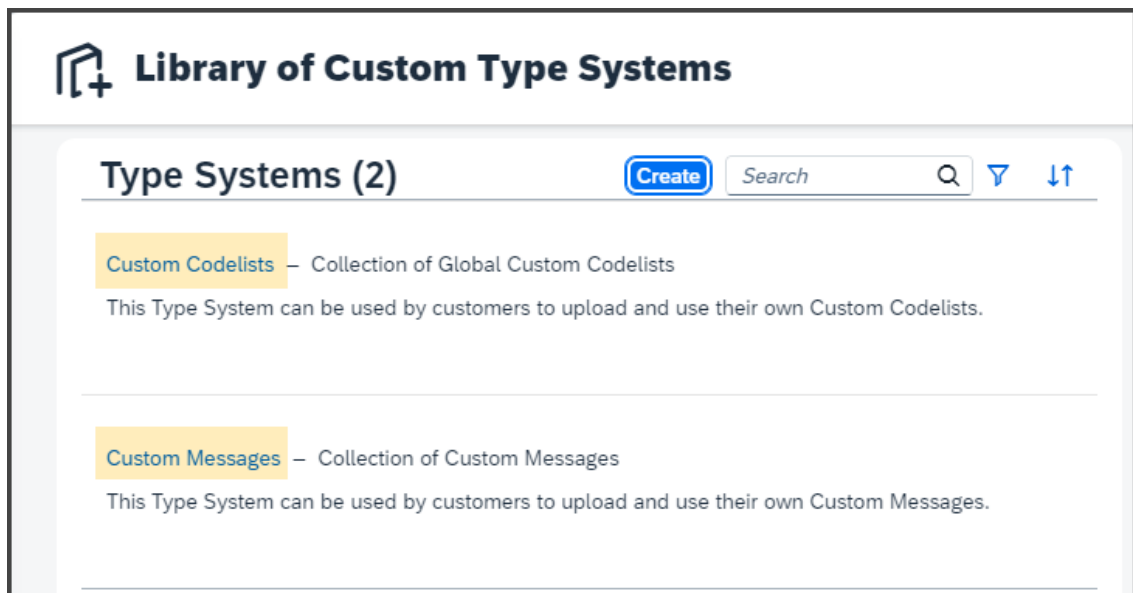 Library of Custom Type Systems
Type Systems (2)
Create
Search
Custom Codelists – Collection of Global Custom Codelists
This Type System can be used by customers to upload and use their own Custom Codelists.
Custom Messages – Collection of Custom Messages
This Type System can be used by customers to upload and use their own Custom Messages.